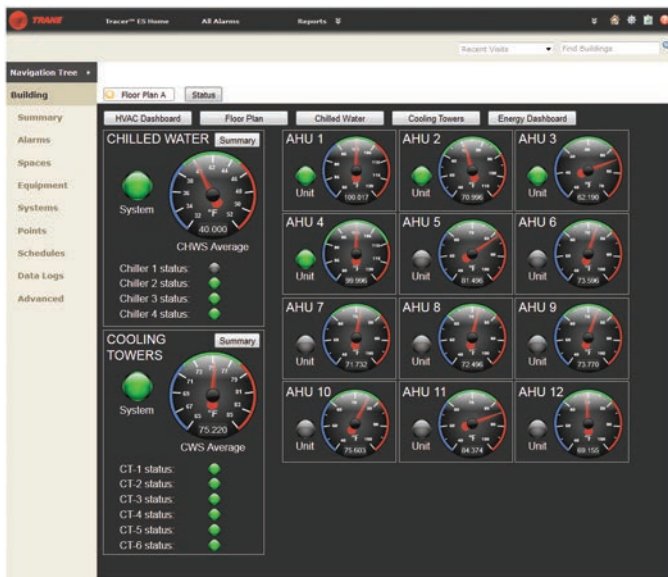 TRANE
Tracer™ ES Home
All Alarms
Reports
Recent Visits
Find Buildings
Navigation Tree
Building
Summary
Alarms
Spaces
Equipment
Systems
Points
Schedules
Data Logs
Advanced
Floor Plan A
Status
HVAC Dashboard
Floor Plan
Chilled Water
Cooling Towers
Energy Dashboard
CHILLED WATER
Summary
System
°F
40.000
CHWS Average
Chiller 1 status:
Chiller 2 status:
Chiller 3 status:
Chiller 4 status:
COOLING
TOWERS
Summary
System
°F
75.220
CWS Average
CT-1 status:
CT-2 status:
CT-3 status:
CT-4 status:
CT-5 status:
CT-6 status:
AHU 1
Unit
100.017
AHU 2
Unit
70.996
AHU 3
Unit
AHU 4
Unit
99.996
AHU 5
Unit
81.496
AHU 6
Unit
73.596
AHU 7
Unit
71.732
AHU 8
Unit
72.496
AHU 9
Unit
73.770
AHU 10
Unit
75.603
AHU 11
Unit
84.374
AHU 12
Unit
69.155